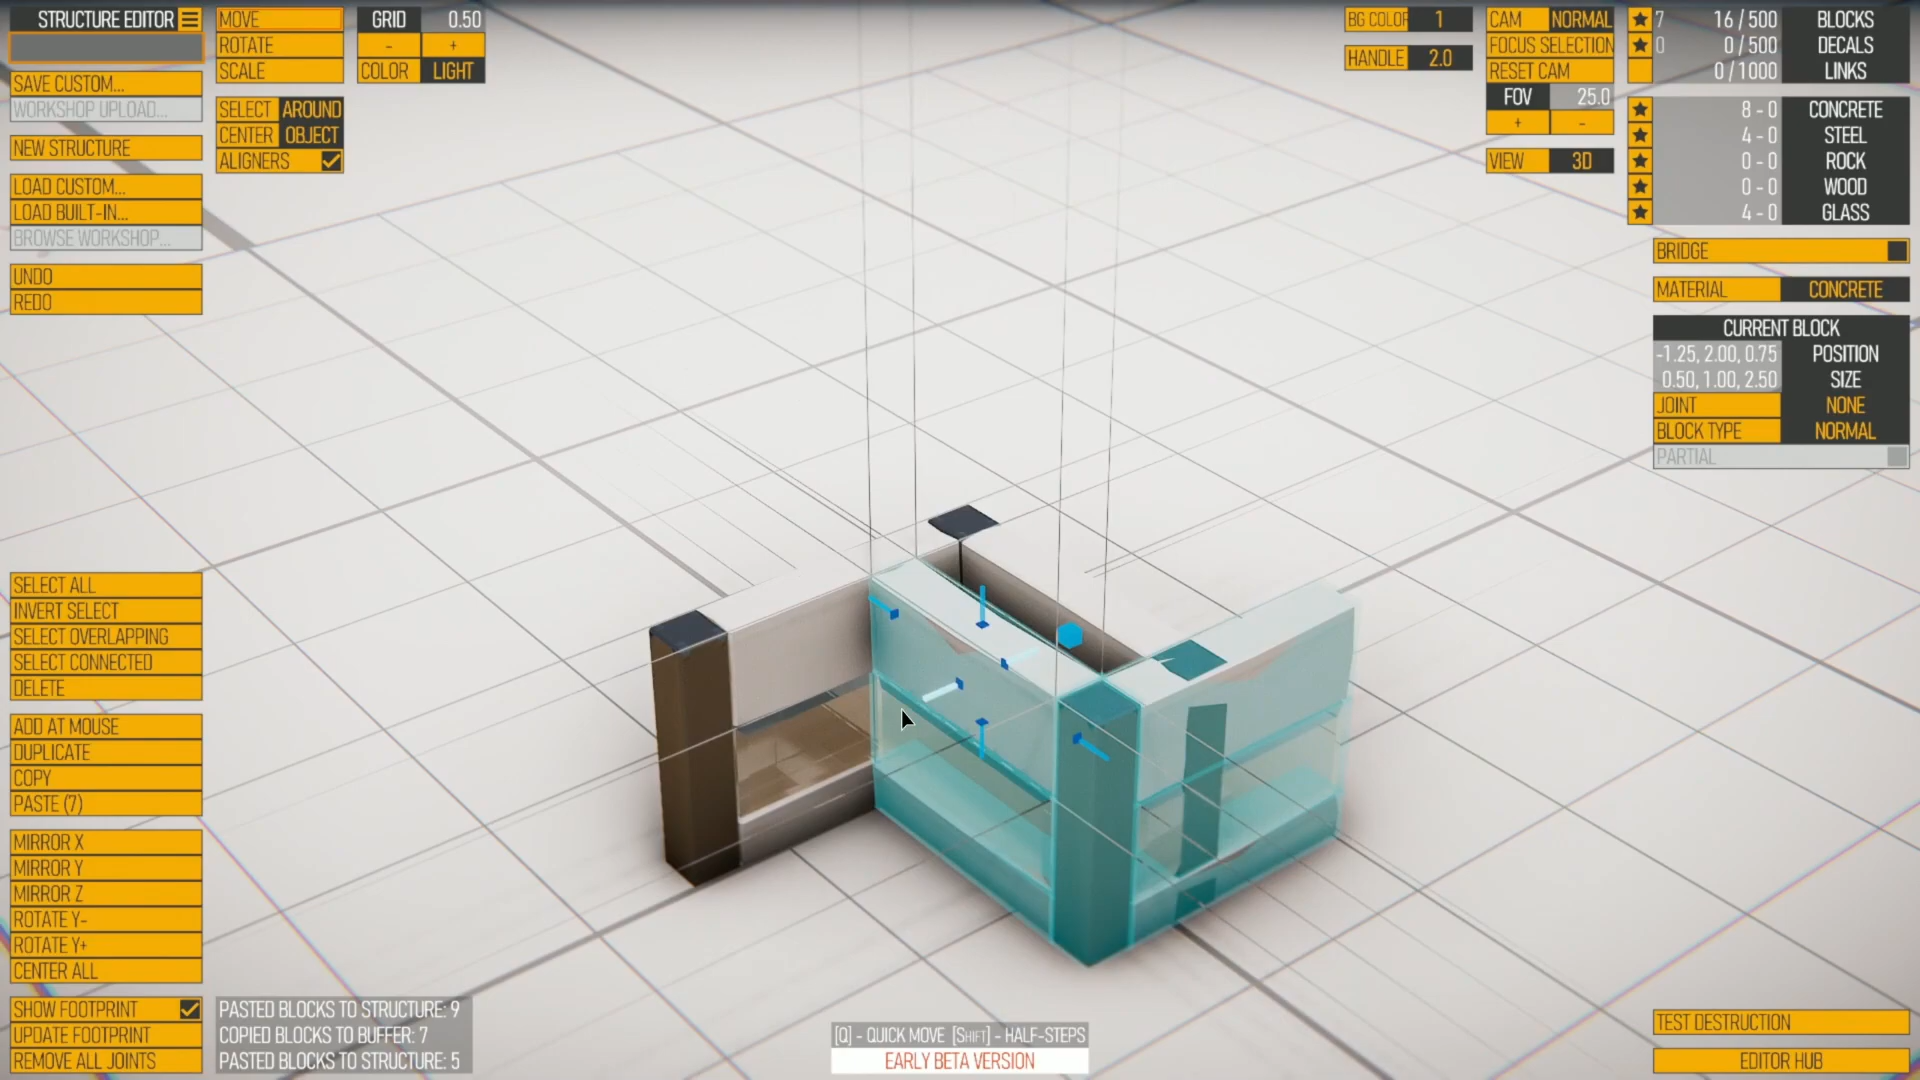 STRUCTURE EDITOR
SAVE CUSTOM...
WORKSHOP UPLOAD...
NEW STRUCTURE
LOAD CUSTOM...
LOAD BUILT-IN...
BROWSE WORKSHOP...
UNDO
REDO
MOVE
ROTATE
SCALE
SELECT AROUND
CENTER OBJECT
ALIGNERS
GRID 0.50
- +
COLOR LIGHT
BG COLOR 1
HANDLE 2.0
CAM NORMAL
FOCUS SELECTION
RESET CAM
FOV 25.0
+ -
VIEW 3D
7 16 / 500 BLOCKS
0 0 / 500 DECALS
0 / 1000 LINKS
8 - 0 CONCRETE
4 - 0 STEEL
0 - 0 ROCK
0 - 0 WOOD
4 - 0 GLASS
BRIDGE
MATERIAL CONCRETE
CURRENT BLOCK
-1.25, 2.00, 0.75 POSITION
0.50, 1.00, 2.50 SIZE
JOINT NONE
BLOCK TYPE NORMAL
PARTIAL
SELECT ALL
INVERT SELECT
SELECT OVERLAPPING
SELECT CONNECTED
DELETE
ADD AT MOUSE
DUPLICATE
COPY
PASTE (7)
MIRROR X
MIRROR Y
MIRROR Z
ROTATE Y-
ROTATE Y+
CENTER ALL
SHOW FOOTPRINT
UPDATE FOOTPRINT
REMOVE ALL JOINTS
PASTED BLOCKS TO STRUCTURE: 9
COPIED BLOCKS TO BUFFER: 7
PASTED BLOCKS TO STRUCTURE: 5
[Q] - QUICK MOVE [SHIFT] - HALF-STEPS
EARLY BETA VERSION
TEST DESTRUCTION
EDITOR HUB